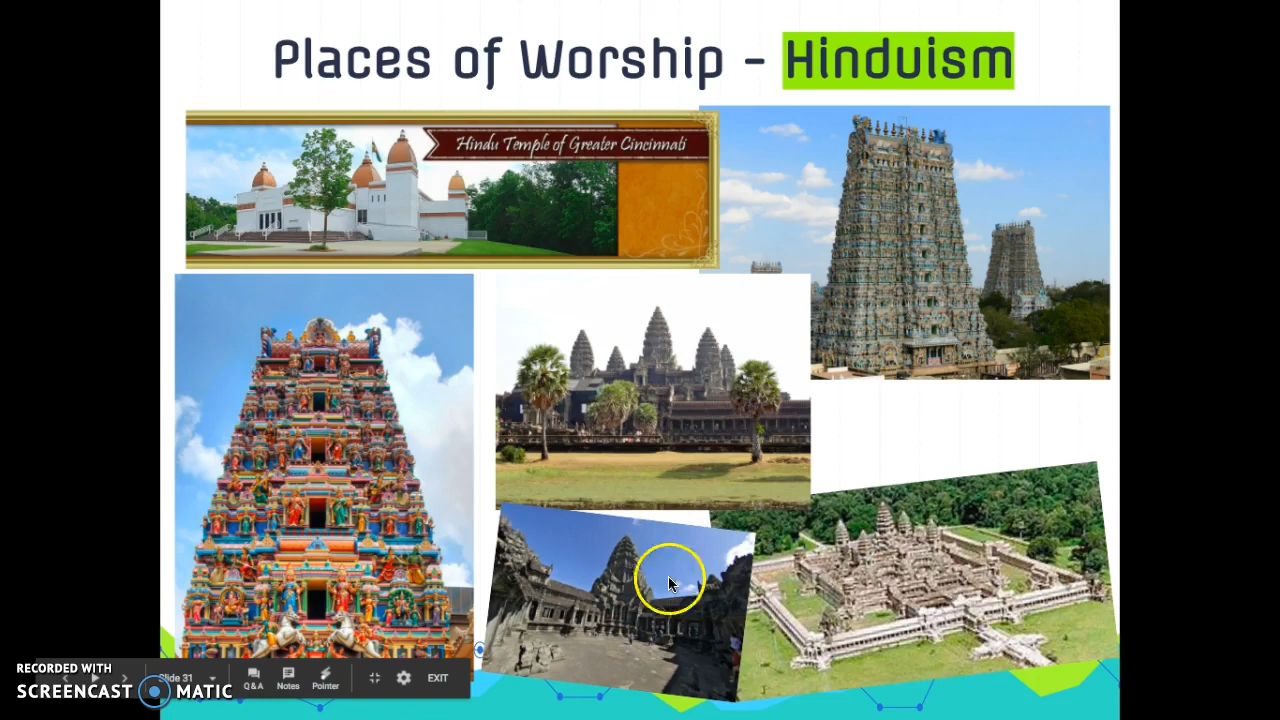 Places of Worship - Hinduism
Hindu Temple of Greater Cincinnati
RECORDED WITH
SCREENCAST MATIC
Slide 31
Q&A
Notes
Pointer
EXIT